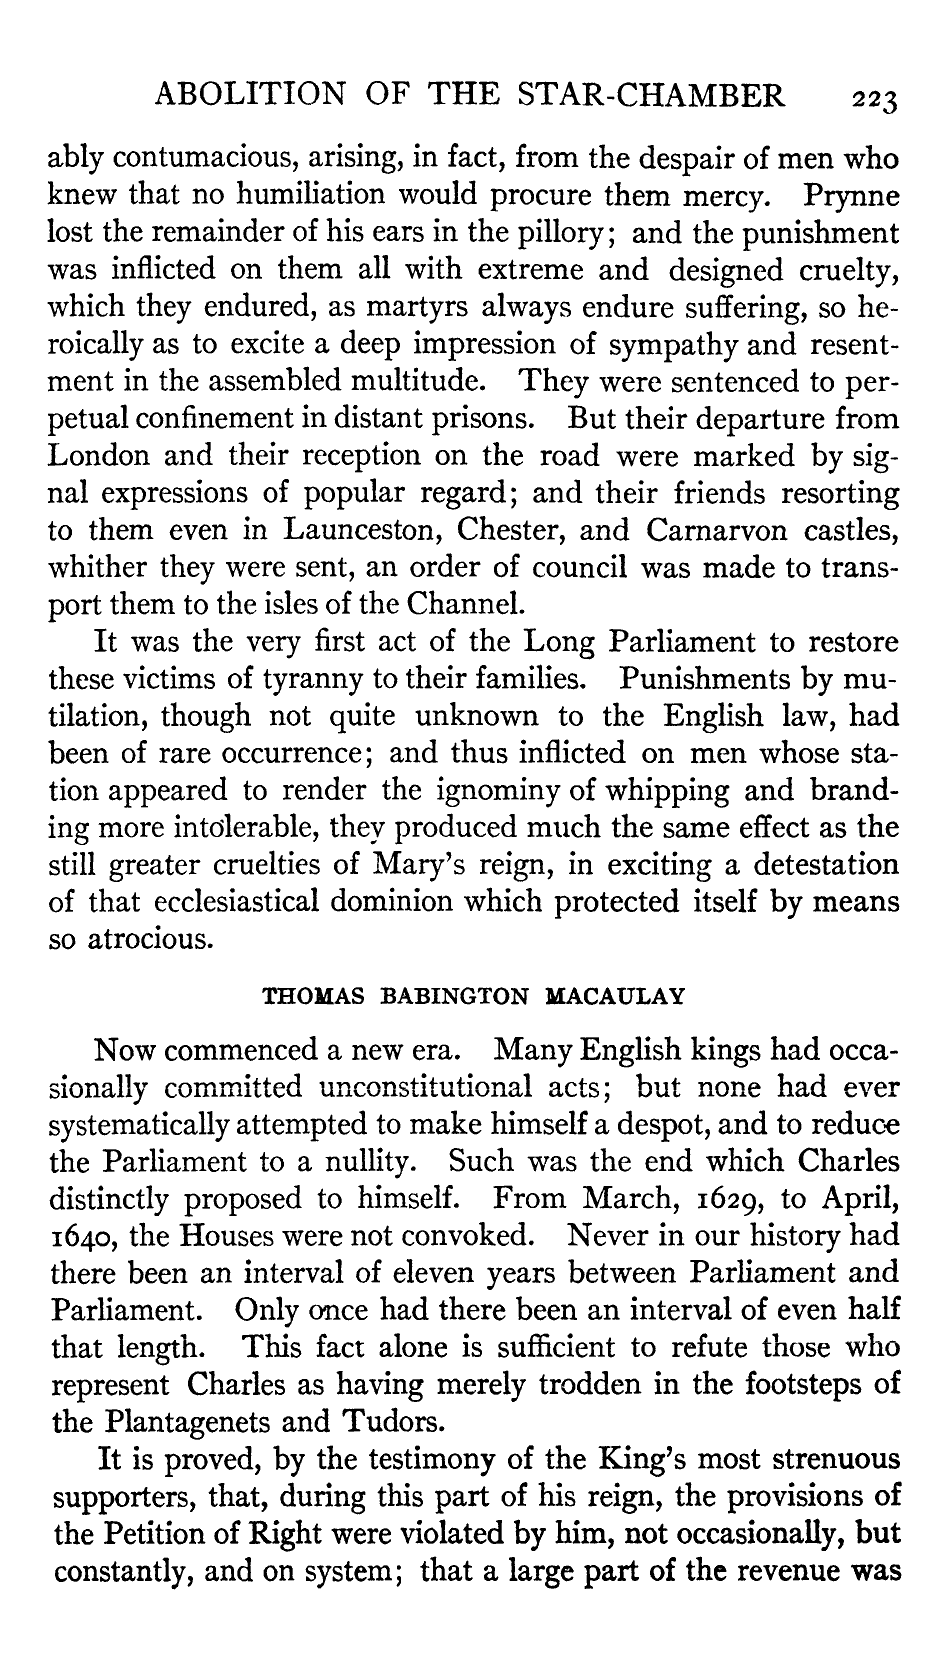 ABOLITION OF THE STAR-CHAMBER 223
ably contumacious, arising, in fact, from the despair of men who
knew that no humiliation would procure them mercy. Prynne
lost the remainder of his ears in the pillory; and the punishment
was inflicted on them all with extreme and designed cruelty,
which they endured, as martyrs always endure suffering, so he-
roically as to excite a deep impression of sympathy and resent-
ment in the assembled multitude. They were sentenced to per-
petual confinement in distant prisons. But their departure from
London and their reception on the road were marked by sig-
nal expressions of popular regard; and their friends resorting
to them even in Launceston, Chester, and Carnarvon castles,
whither they were sent, an order of council was made to trans-
port them to the isles of the Channel.
It was the very first act of the Long Parliament to restore
these victims of tyranny to their families. Punishments by mu-
tilation, though not quite unknown to the English law, had
been of rare occurrence; and thus inflicted on men whose sta-
tion appeared to render the ignominy of whipping and brand-
ing more intolerable, they produced much the same effect as the
still greater cruelties of Mary's reign, in exciting a detestation
of that ecclesiastical dominion which protected itself by means
so atrocious.
THOMAS BABINGTON MACAULAY
Now commenced a new era. Many English kings had occa-
sionally committed unconstitutional acts; but none had ever
systematically attempted to make himself a despot, and to reduce
the Parliament to a nullity. Such was the end which Charles
distinctly proposed to himself. From March, 1629, to April,
1640, the Houses were not convoked. Never in our history had
there been an interval of eleven years between Parliament and
Parliament. Only once had there been an interval of even half
that length. This fact alone is sufficient to refute those who
represent Charles as having merely trodden in the footsteps of
the Plantagenets and Tudors.
It is proved, by the testimony of the King's most strenuous
supporters, that, during this part of his reign, the provisions of
the Petition of Right were violated by him, not occasionally, but
constantly, and on system; that a large part of the revenue was